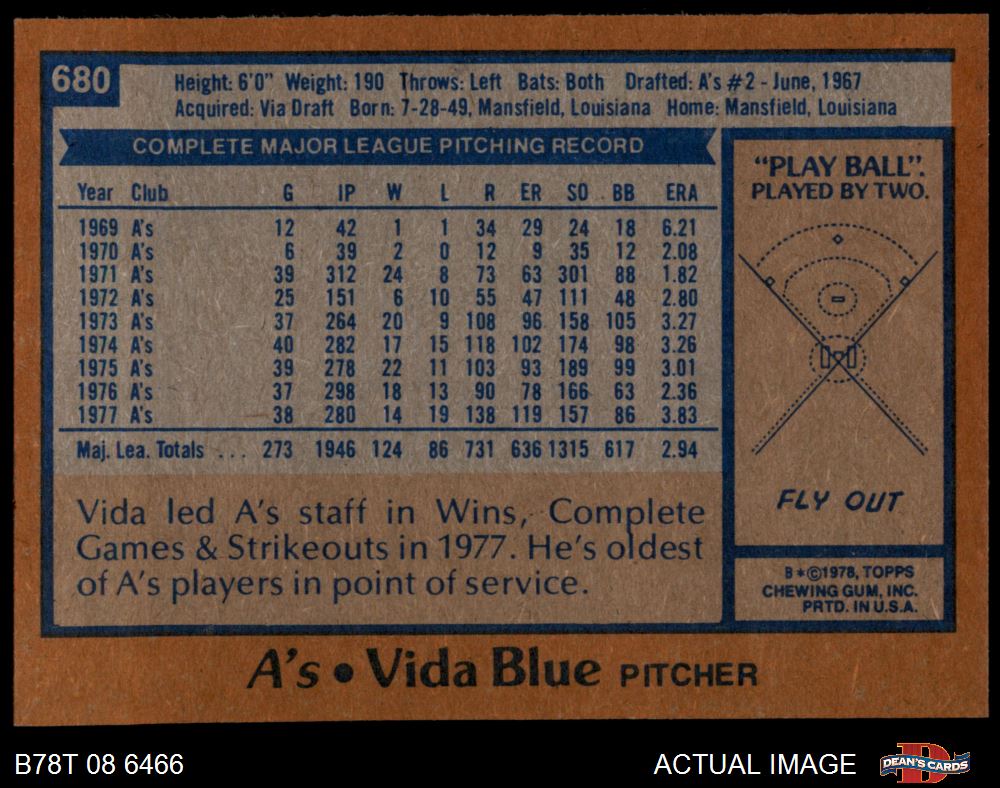 680
Height: 6'0" Weight: 190 Throws: Left Bats: Both Drafted: A's #2 - June, 1967
Acquired: Via Draft Born: 7-28-49, Mansfield, Louisiana Home: Mansfield, Louisiana
COMPLETE MAJOR LEAGUE PITCHING RECORD
Year Club G IP W L R ER SO BB ERA
1969 A's 12 42 1 1 34 29 24 18 6.21
1970 A's 6 39 2 0 12 9 35 12 2.08
1971 A's 39 312 24 8 73 63 301 88 1.82
1972 A's 25 151 6 10 55 47 111 48 2.80
1973 A's 37 264 20 9 108 96 158 105 3.27
1974 A's 40 282 17 15 118 102 174 98 3.26
1975 A's 39 278 22 11 103 93 189 99 3.01
1976 A's 37 298 18 13 90 78 166 63 2.36
1977 A's 38 280 14 19 138 119 157 86 3.83
Maj. Lea. Totals ... 273 1946 124 86 731 636 1315 617 2.94
Vida led A's staff in Wins, Complete
Games & Strikeouts in 1977. He's oldest
of A's players in point of service.
"PLAY BALL".
PLAYED BY TWO.
FLY OUT
B*©1978, TOPPS
CHEWING GUM, INC.
PRTD. IN U.S.A.
A's • Vida Blue PITCHER
B78T 08 6466
ACTUAL IMAGE
D
DEAN'S CARDS